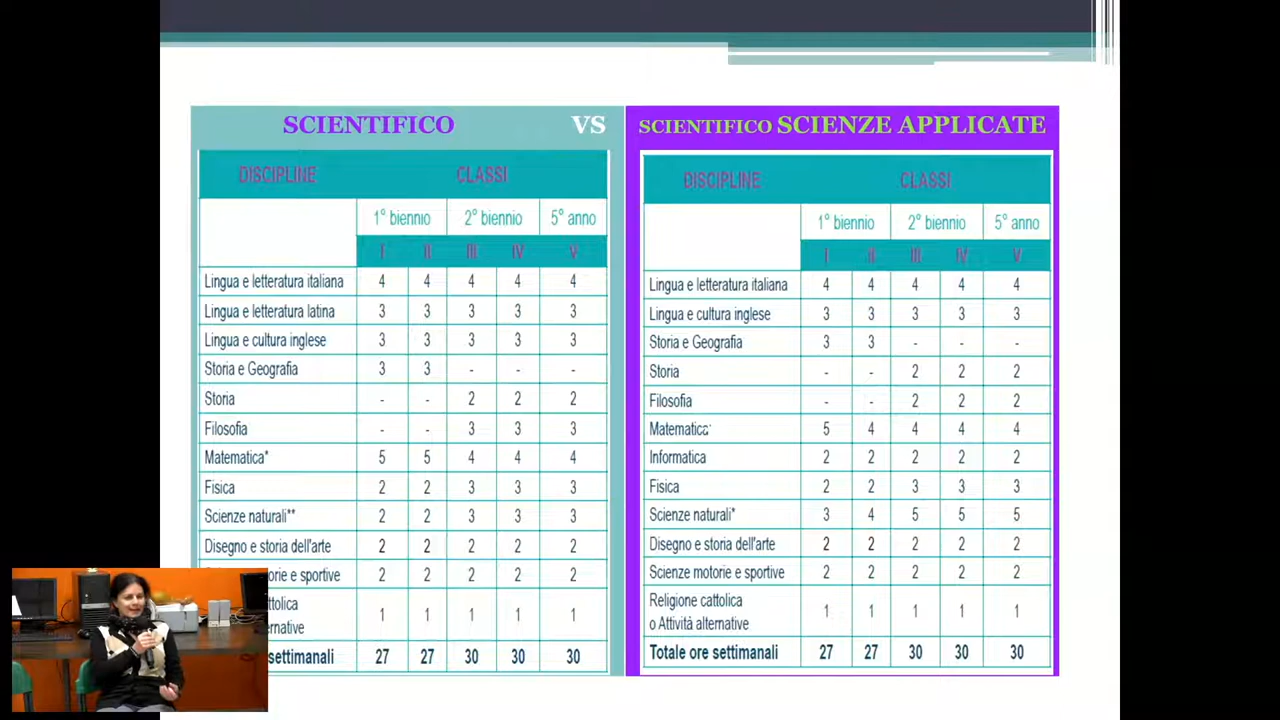 SCIENTIFICO VS
DISCIPLINE CLASSI
1° biennio 2° biennio 5° anno
I II III IV V
Lingua e letteratura italiana 4 4 4 4 4
Lingua e letteratura latina 3 3 3 3 3
Lingua e cultura inglese 3 3 3 3 3
Storia e Geografia 3 3 - - -
Storia - - 2 2 2
Filosofia - - 3 3 3
Matematica* 5 5 4 4 4
Fisica 2 2 3 3 3
Scienze naturali** 2 2 3 3 3
Disegno e storia dell'arte 2 2 2 2 2
orie e sportive 2 2 2 2 2
ttolica
ernative 1 1 1 1 1
settimanali 27 27 30 30 30
SCIENTIFICO SCIENZE APPLICATE
DISCIPLINE CLASSI
1° biennio 2° biennio 5° anno
I II III IV V
Lingua e letteratura italiana 4 4 4 4 4
Lingua e cultura inglese 3 3 3 3 3
Storia e Geografia 3 3 - - -
Storia - - 2 2 2
Filosofia - - 2 2 2
Matematica 5 4 4 4 4
Informatica 2 2 2 2 2
Fisica 2 2 3 3 3
Scienze naturali* 3 4 5 5 5
Disegno e storia dell'arte 2 2 2 2 2
Scienze motorie e sportive 2 2 2 2 2
Religione cattolica
o Attività alternative 1 1 1 1 1
Totale ore settimanali 27 27 30 30 30